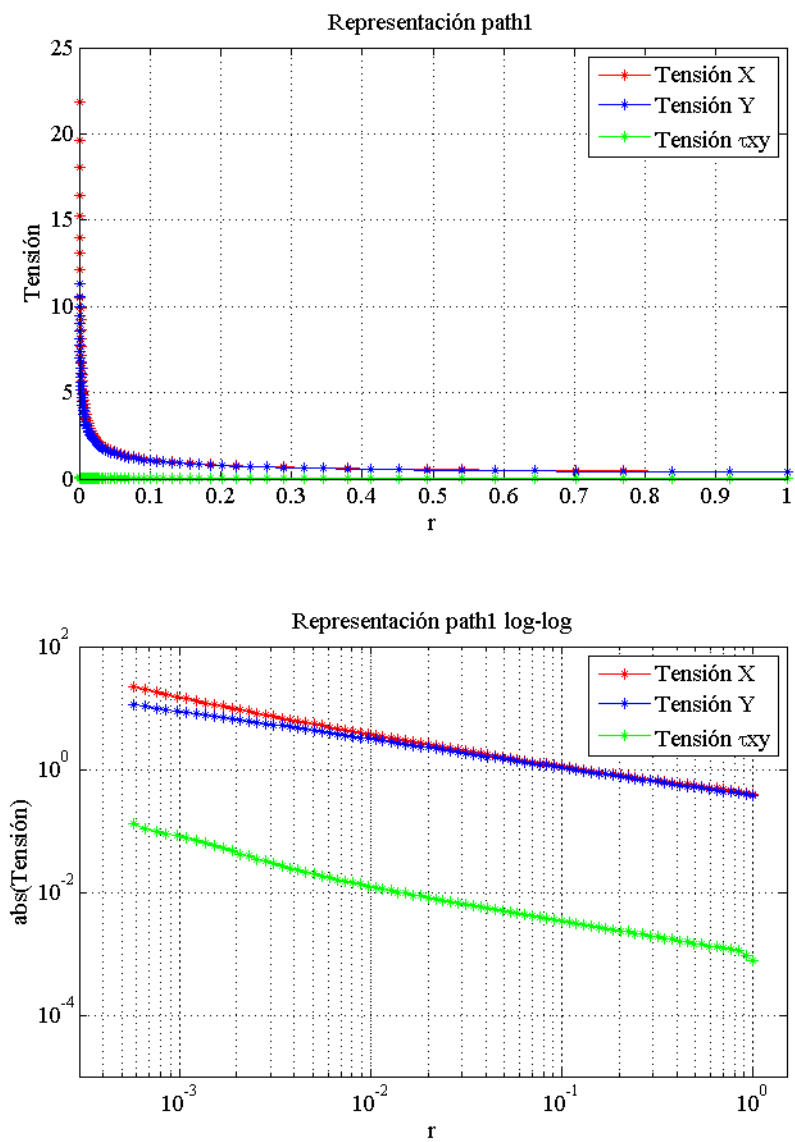 Representación path1
25
20
15
10
5
0
Tensión
Tensión X
Tensión Y
Tensión τxy
0 0.1 0.2 0.3 0.4 0.5 0.6 0.7 0.8 0.9 1
r
Representación path1 log-log
10^2
10^0
10^-2
10^-4
abs(Tensión)
Tensión X
Tensión Y
Tensión τxy
10^-3 10^-2 10^-1 10^0
r